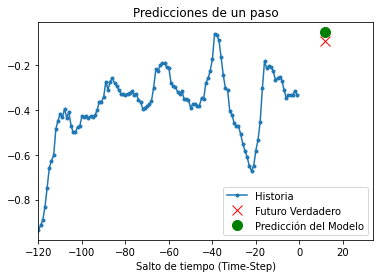 Predicciones de un paso
−0.2
−0.4
−0.6
−0.8
Historia
Futuro Verdadero
Predicción del Modelo
−120 −100 −80 −60 −40 −20 0 20
Salto de tiempo (Time-Step)